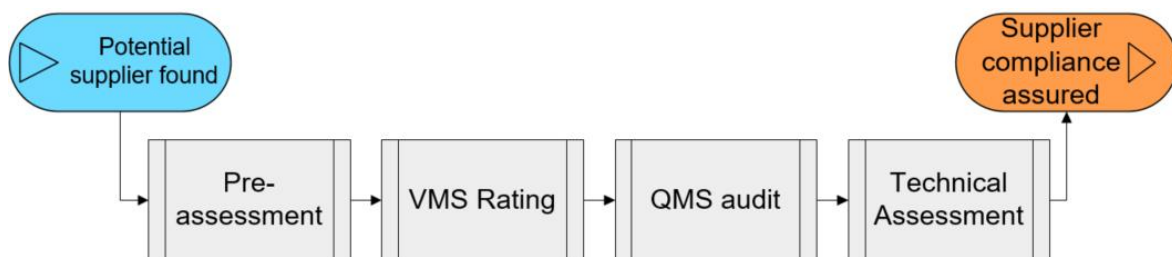 Potential
supplier found
Supplier
compliance
assured
Pre-
assessment
VMS Rating
QMS audit
Technical
Assessment